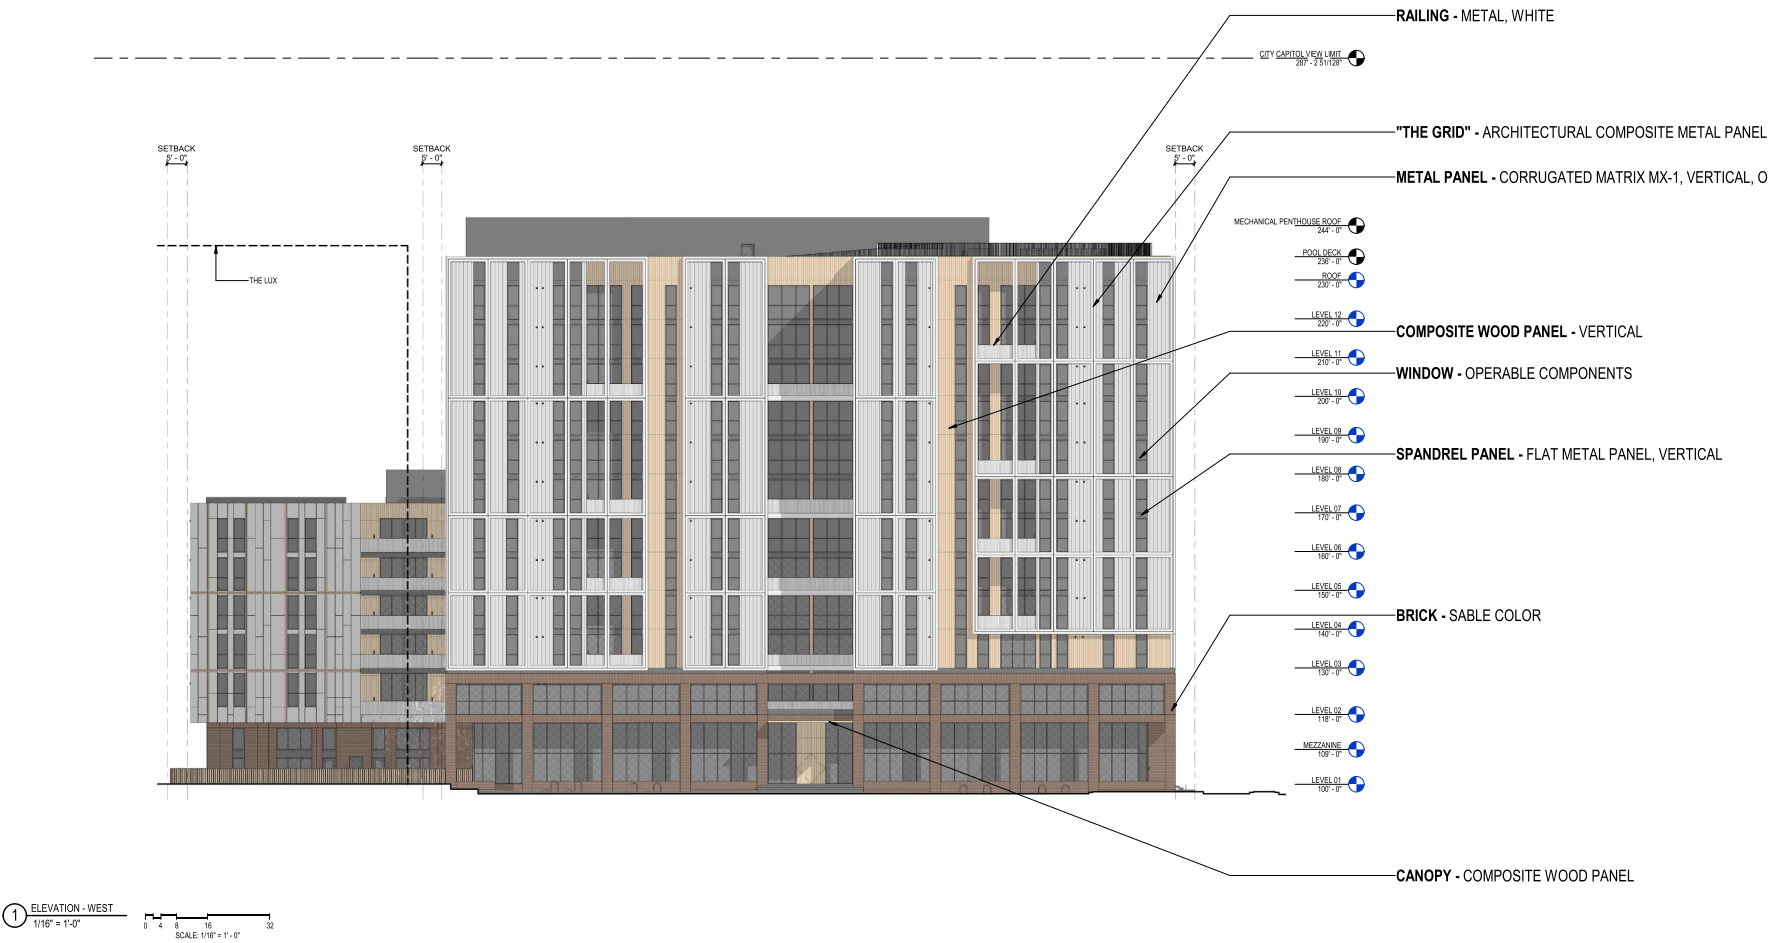 RAILING - METAL, WHITE
CITY CAPITOL VIEW LIMIT
287' - 2 51/128"
"THE GRID" - ARCHITECTURAL COMPOSITE METAL PANEL
SETBACK
5' - 0"
SETBACK
5' - 0"
SETBACK
5' - 0"
METAL PANEL - CORRUGATED MATRIX MX-1, VERTICAL, O
MECHANICAL PENTHOUSE ROOF
244' - 0"
POOL DECK
236' - 0"
THE LUX
ROOF
230' - 0"
LEVEL 12
220' - 0"
COMPOSITE WOOD PANEL - VERTICAL
LEVEL 11
210' - 0"
WINDOW - OPERABLE COMPONENTS
LEVEL 10
200' - 0"
LEVEL 09
190' - 0"
SPANDREL PANEL - FLAT METAL PANEL, VERTICAL
LEVEL 08
180' - 0"
LEVEL 07
170' - 0"
LEVEL 06
160' - 0"
LEVEL 05
150' - 0"
BRICK - SABLE COLOR
LEVEL 04
140' - 0"
LEVEL 03
130' - 0"
LEVEL 02
118' - 0"
MEZZANINE
109' - 0"
LEVEL 01
100' - 0"
CANOPY - COMPOSITE WOOD PANEL
1
ELEVATION - WEST
1/16" = 1'-0"
0 4 8 16 32
SCALE: 1/16" = 1' - 0"